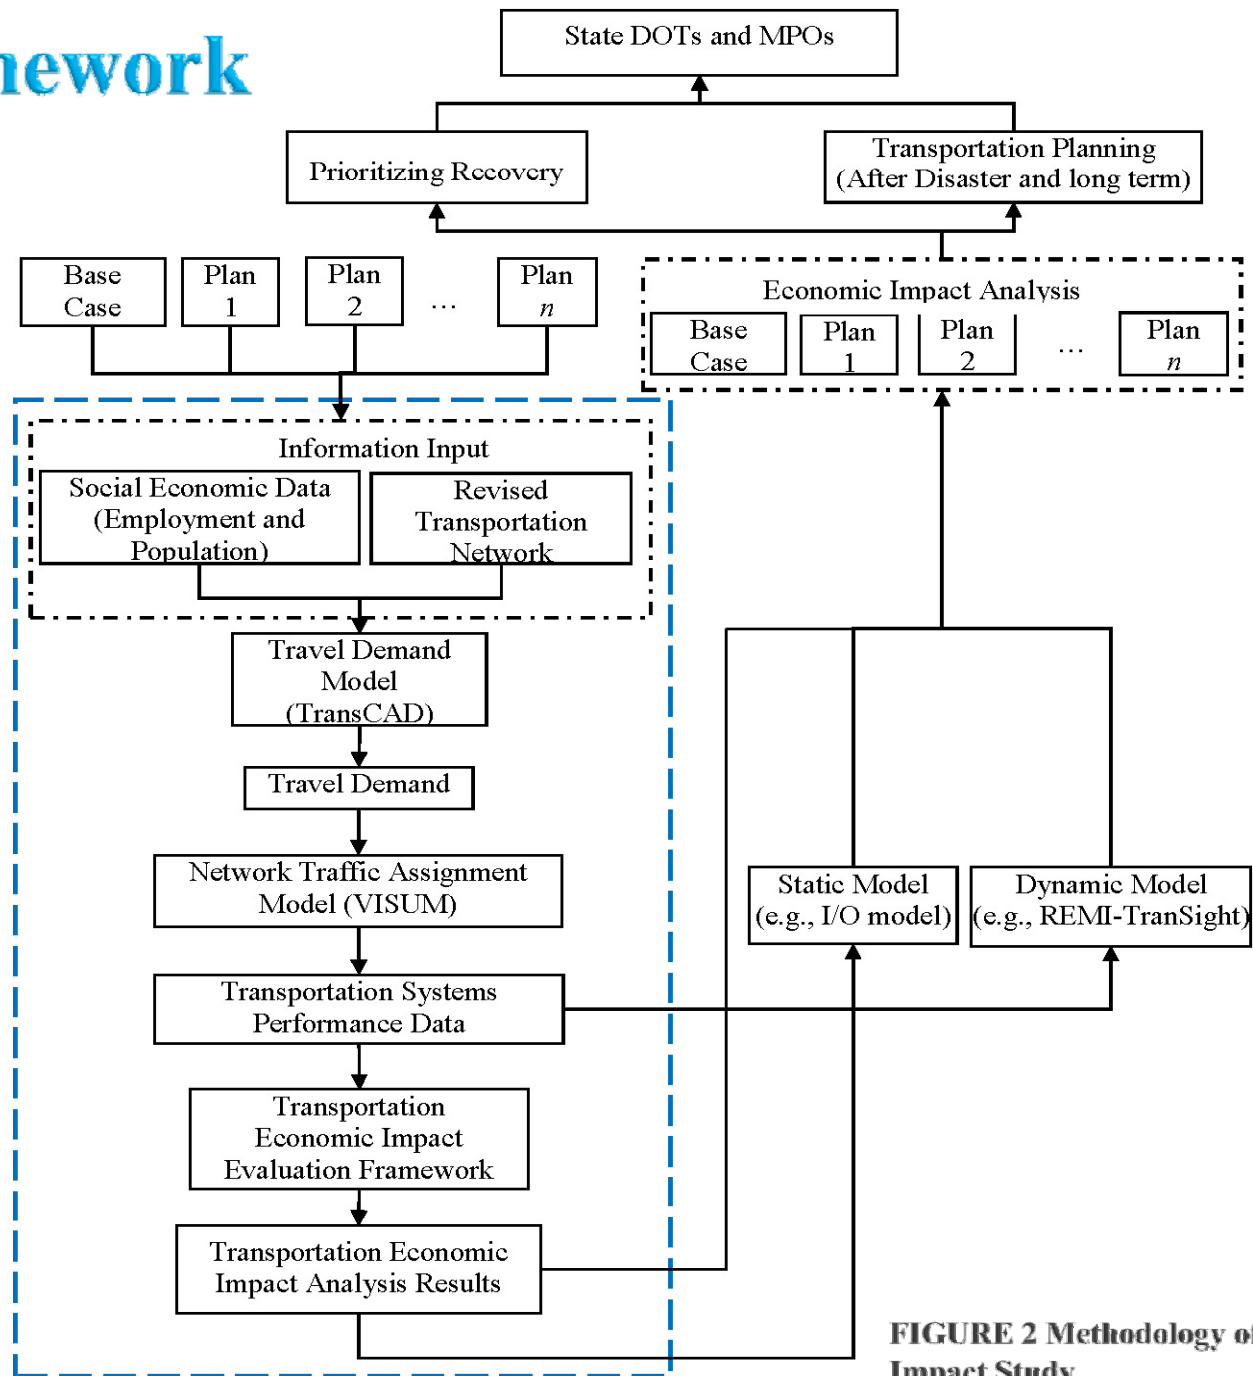 nework
State DOTs and MPOs
Prioritizing Recovery
Transportation Planning
(After Disaster and long term)
Base
Case
Plan
1
Plan
2
...
Plan
n
Economic Impact Analysis
Base
Case
Plan
1
Plan
2
...
Plan
n
Information Input
Social Economic Data
(Employment and
Population)
Revised
Transportation
Network
Travel Demand
Model
(TransCAD)
Travel Demand
Network Traffic Assignment
Model (VISUM)
Static Model
(e.g., I/O model)
Dynamic Model
(e.g., REMI-TranSight)
Transportation Systems
Performance Data
Transportation
Economic Impact
Evaluation Framework
Transportation Economic
Impact Analysis Results
FIGURE 2 Methodology of
Impact Study